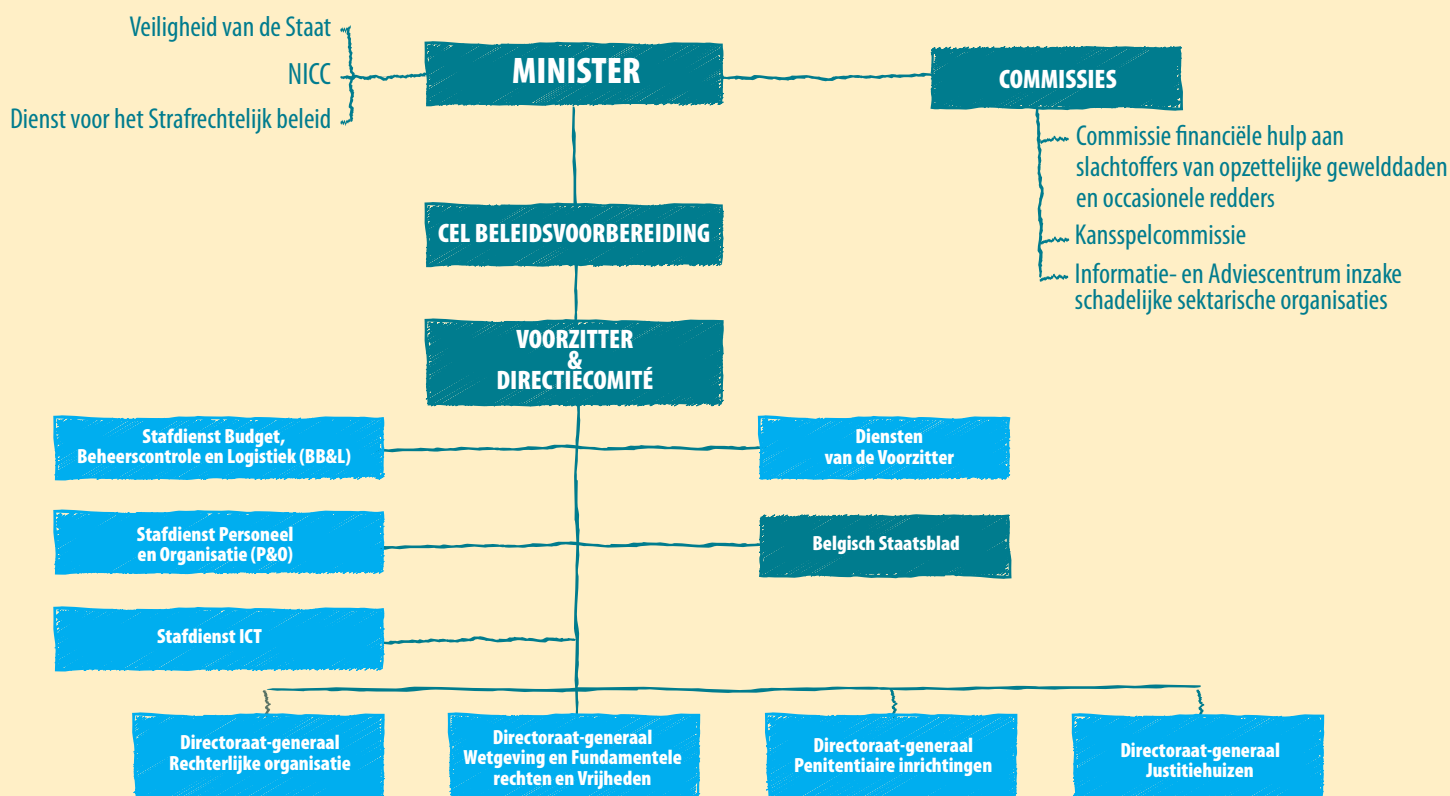 Veiligheid van de Staat
NICC
Dienst voor het Strafrechtelijk beleid
MINISTER
COMMISSIES
Commissie financiële hulp aan
slachtoffers van opzettelijke gewelddaden
en occasionele redders
Kansspelcommissie
Informatie- en Adviescentrum inzake
schadelijke sektarische organisaties
CEL BELEIDSVOORBEREIDING
VOORZITTER
&
DIRECTIECOMITÉ
Stafdienst Budget,
Beheerscontrole en Logistiek (BB&L)
Diensten
van de Voorzitter
Stafdienst Personeel
en Organisatie (P&O)
Belgisch Staatsblad
Stafdienst ICT
Directoraat-generaal
Rechterlijke organisatie
Directoraat-generaal
Wetgeving en Fundamentele
rechten en Vrijheden
Directoraat-generaal
Penitentiaire inrichtingen
Directoraat-generaal
Justitiehuizen